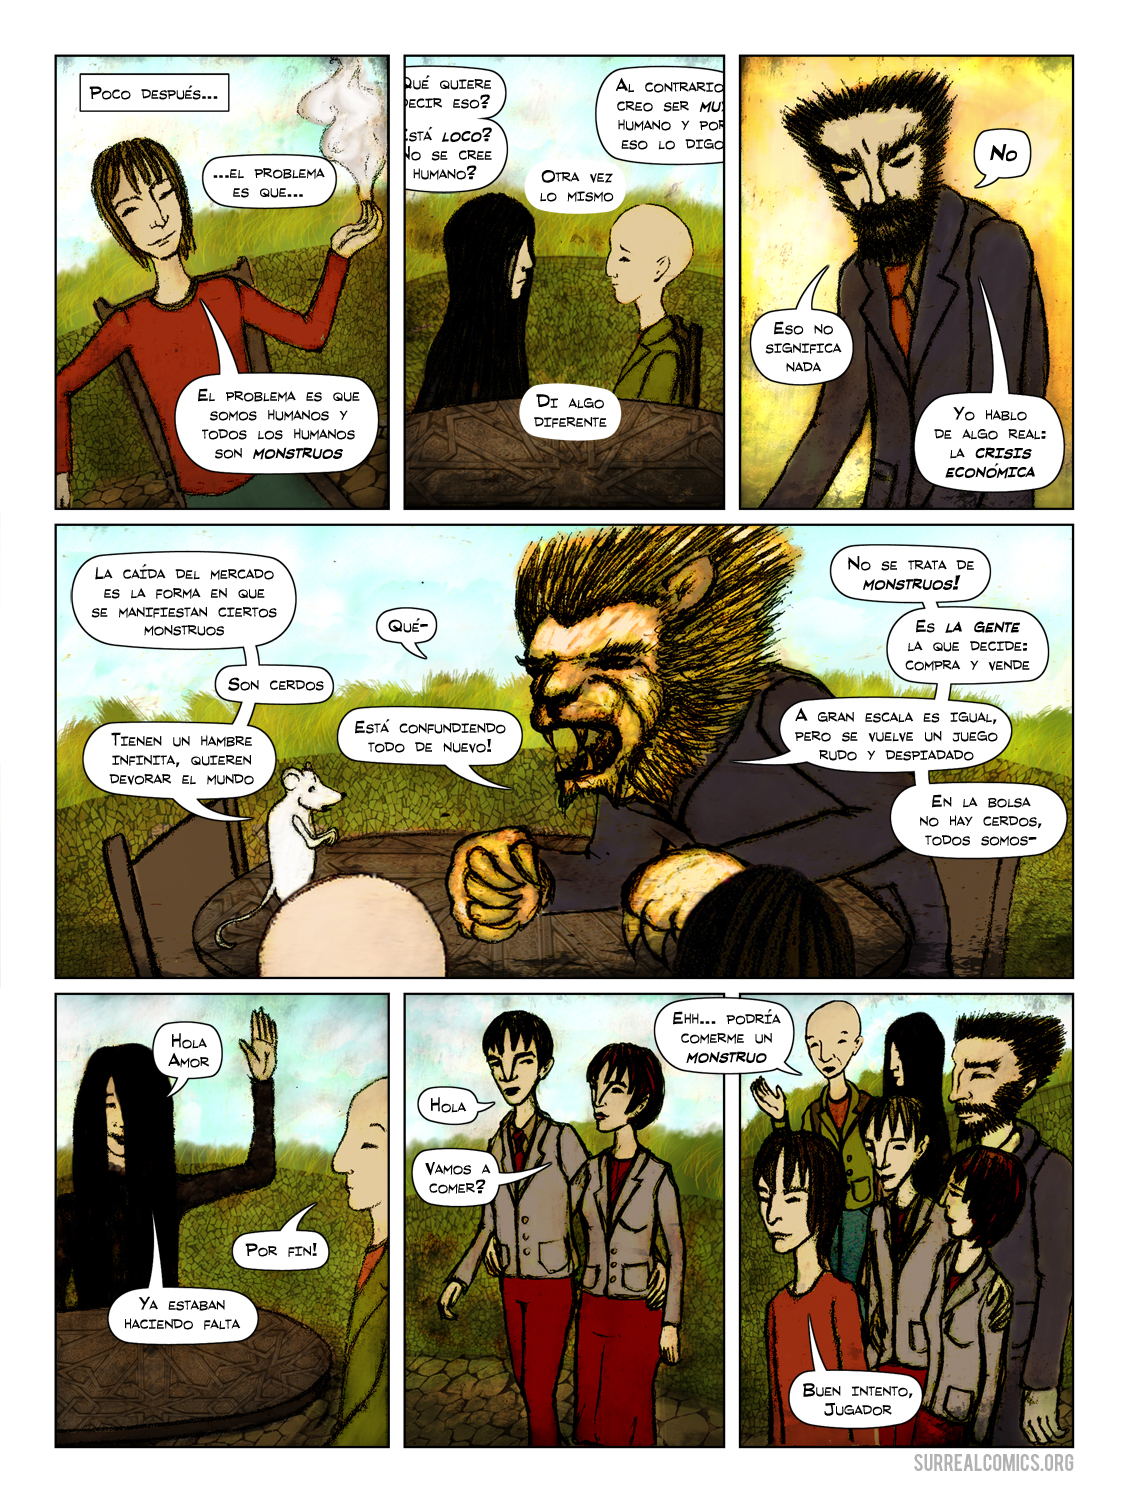 Poco después...
...el problema
es que...
El problema es que
somos humanos y
todos los humanos
son monstruos
Qué quiere
decir eso?
Está loco?
No se cree
humano?
Al contrario
creo ser muy
humano y por
eso lo digo
Otra vez
lo mismo
Di algo
diferente
No
Eso no
significa
nada
Yo hablo
de algo real:
la crisis
económica
La caída del mercado
es la forma en que
se manifiestan ciertos
monstruos
Son cerdos
Tienen un hambre
infinita, quieren
devorar el mundo
Qué-
Está confundiendo
todo de nuevo!
No se trata de
monstruos!
Es la gente
la que decide:
compra y vende
A gran escala es igual,
pero se vuelve un juego
rudo y despiadado
En la bolsa
no hay cerdos,
todos somos-
Hola
Amor
Por fin!
Ya estaban
haciendo falta
Hola
Vamos a
comer?
Ehh... podría
comerme un
monstruo
Buen intento,
Jugador
SURREALCOMICS.ORG